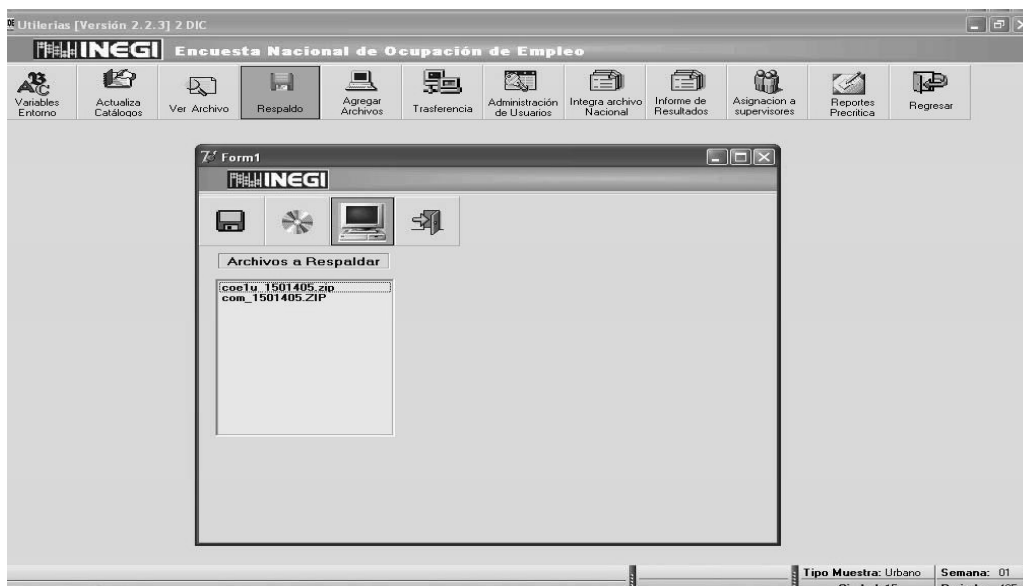 Utilerias [Versión 2.2.3] 2 DIC
INEGI Encuesta Nacional de Ocupación de Empleo
Variables Entorno
Actualiza Catálogos
Ver Archivo
Respaldo
Agregar Archivos
Trasferencia
Administración de Usuarios
Integra archivo Nacional
Informe de Resultados
Asignacion a supervisores
Reportes Precritica
Regresar
Form1
INEGI
Archivos a Respaldar
coe1u_1501405.zip
com_1501405.ZIP
Tipo Muestra: Urbano Semana: 01